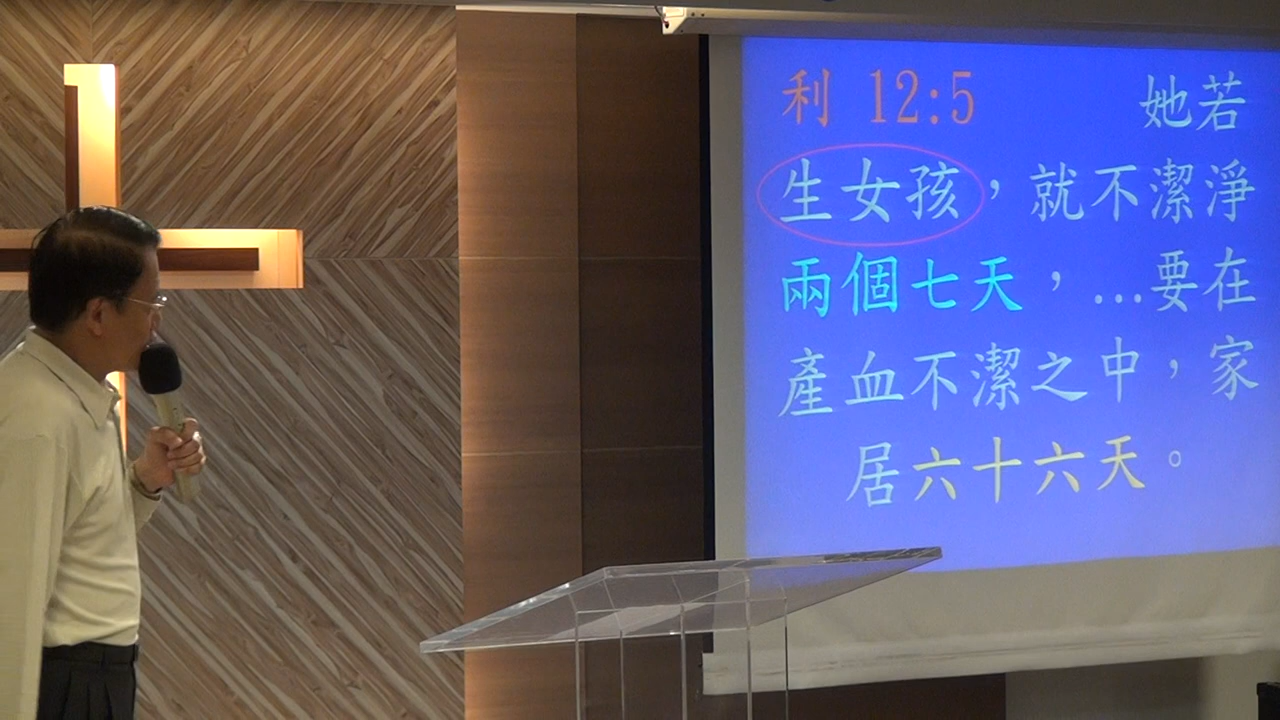 利 12:5 她若
生女孩,就不潔淨
兩個七天,...要在
產血不潔之中,家
居六十六天。